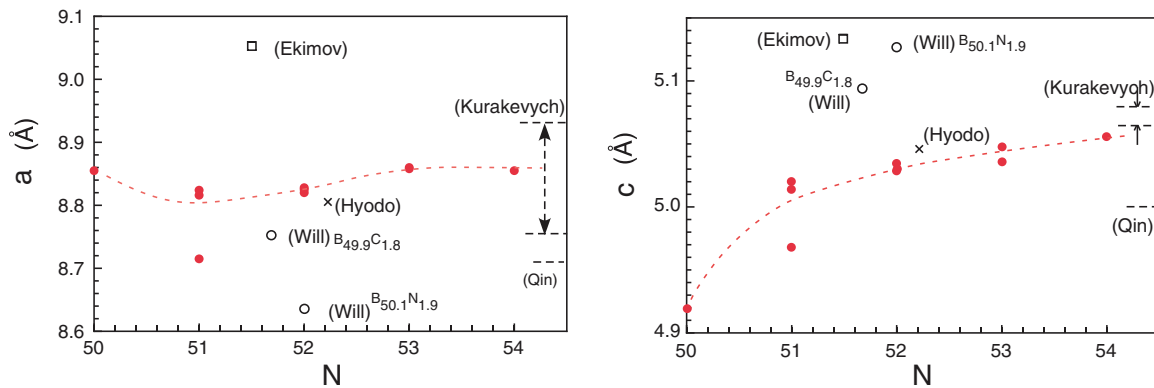 9.1
9.0
8.9
8.8
8.7
8.6
a (Å)
(Ekimov)
(Kurakevych)
(Hyodo)
(Will) B49.9C1.8
(Qin)
(Will) B50.1N1.9
50 51 52 53 54
N
5.1
5.0
4.9
c (Å)
(Ekimov)
(Will) B50.1N1.9
B49.9C1.8
(Will)
(Kurakevych)
(Hyodo)
(Qin)
50 51 52 53 54
N